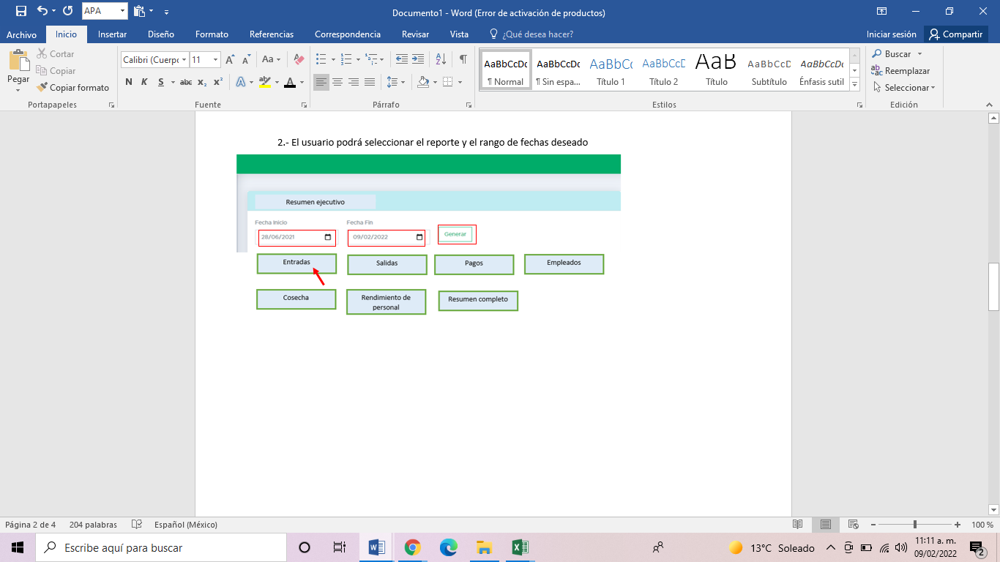 APA
Documento1 - Word (Error de activación de productos)
Archivo Inicio Insertar Diseño Formato Referencias Correspondencia Revisar Vista ¿Qué desea hacer? Iniciar sesión Compartir
Pegar
Cortar
Copiar
Copiar formato
Portapapeles
Calibri (Cuerpo 11
Aa
N K S abc x₂ x²
Fuente
Párrafo
AaBbCcDc AaBbCcDc AaBbCc AaBbCcC AaB AaBbCcD AaBbCcDc
¶ Normal ¶ Sin espa... Título 1 Título 2 Título Subtítulo Énfasis sutil
Estilos
Buscar
Reemplazar
Seleccionar
Edición
2.- El usuario podrá seleccionar el reporte y el rango de fechas deseado
Resumen ejecutivo
Fecha Inicio Fecha Fin
28/06/2021 09/02/2022 Generar
Entradas Salidas Pagos Empleados
Cosecha Rendimiento de personal Resumen completo
Página 2 de 4 204 palabras Español (México) 100 %
Escribe aquí para buscar
13°C Soleado
11:11 a. m.
09/02/2022
2